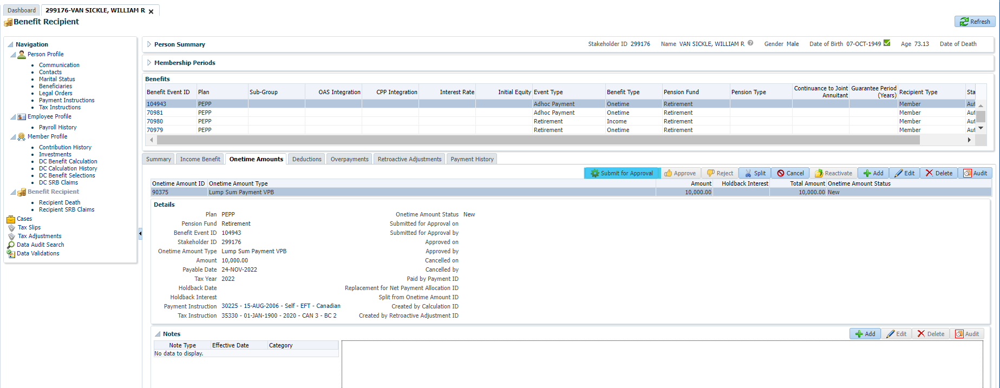 Dashboard 299176-VAN SICKLE, WILLIAM R
Benefit Recipient Refresh
Navigation
Person Profile
Communication
Contacts
Marital Status
Beneficiaries
Legal Orders
Payment Instructions
Tax Instructions
Employee Profile
Payroll History
Member Profile
Contribution History
Investments
DC Benefit Calculation
DC Calculation History
DC Benefit Selections
DC SRB Claims
Benefit Recipient
Recipient Death
Recipient SRB Claims
Cases
Tax Slips
Tax Adjustments
Data Audit Search
Data Validations
Person Summary Stakeholder ID 299176 Name VAN SICKLE, WILLIAM R Gender Male Date of Birth 07-OCT-1949 Age 73.13 Date of Death
Membership Periods
Benefits
Benefit Event ID Plan Sub-Group OAS Integration CPP Integration Interest Rate Initial Equity Event Type Benefit Type Pension Fund Pension Type Continuance to Joint Annuitant Guarantee Period (Years) Recipient Type Sta
104943 PEPP Adhoc Payment Onetime Retirement Member Aut
70981 PEPP Adhoc Payment Onetime Retirement Member Aut
70980 PEPP Retirement Income Retirement Member Aut
70979 PEPP Retirement Onetime Retirement Member Aut
Summary Income Benefit Onetime Amounts Deductions Overpayments Retroactive Adjustments Payment History
Submit for Approval Approve Reject Split Cancel Reactivate Add Edit Delete Audit
Onetime Amount ID Onetime Amount Type Amount Holdback Interest Total Amount Onetime Amount Status
90375 Lump Sum Payment VPB 10,000.00 10,000.00 New
Details
Plan PEPP Onetime Amount Status New
Pension Fund Retirement Submitted for Approval on
Benefit Event ID 104943 Submitted for Approval by
Stakeholder ID 299176 Approved on
Onetime Amount Type Lump Sum Payment VPB Approved by
Amount 10,000.00 Cancelled on
Payable Date 24-NOV-2022 Cancelled by
Tax Year 2022 Paid by Payment ID
Holdback Date Replacement for Net Payment Allocation ID
Holdback Interest Split from Onetime Amount ID
Payment Instruction 30225 - 15-AUG-2006 - Self - EFT - Canadian Created by Calculation ID
Tax Instruction 35330 - 01-JAN-1900 - 2020 - CAN 3 - BC 2 Created by Retroactive Adjustment ID
Notes Add Edit Delete Audit
Note Type Effective Date Category
No data to display.